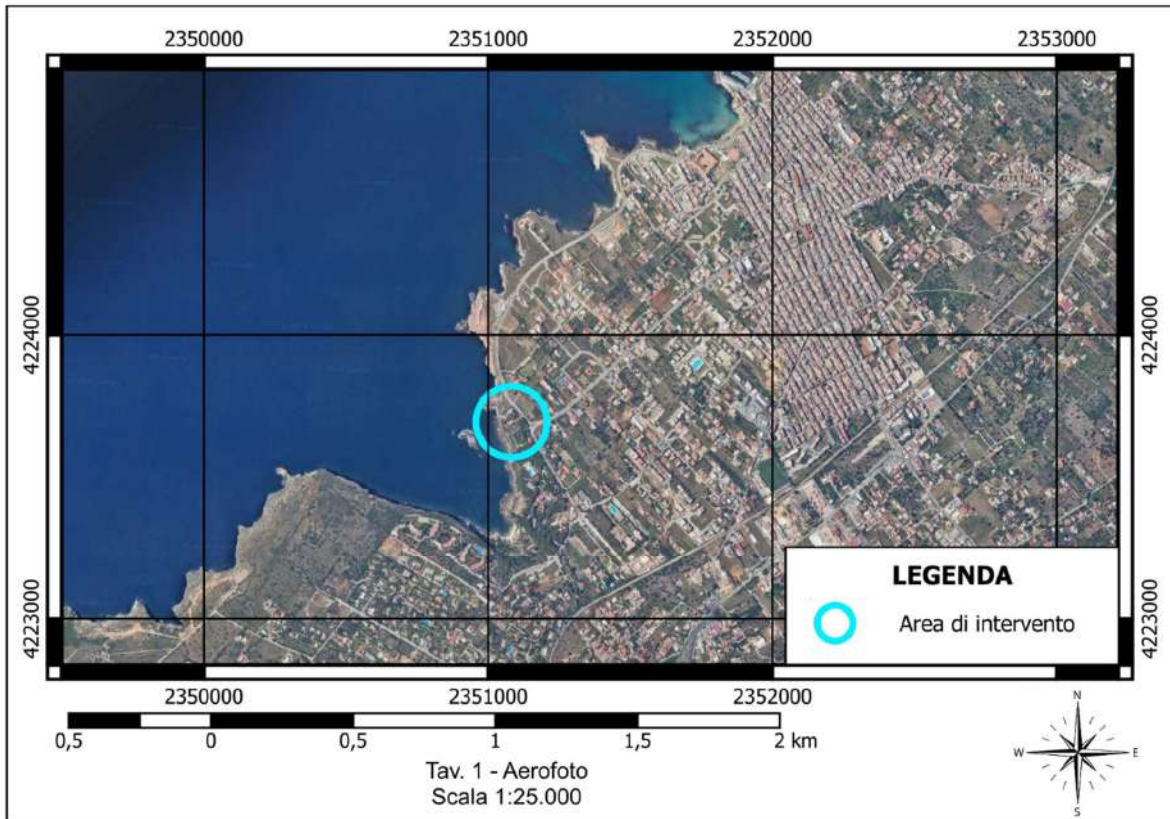 2350000 2351000 2352000 2353000
4224000 4224000
4223000 4223000
LEGENDA
Area di intervento
2350000 2351000 2352000
0,5 0 0,5 1 1,5 2 km
Tav. 1 - Aerofoto
Scala 1:25.000
N
W E
S